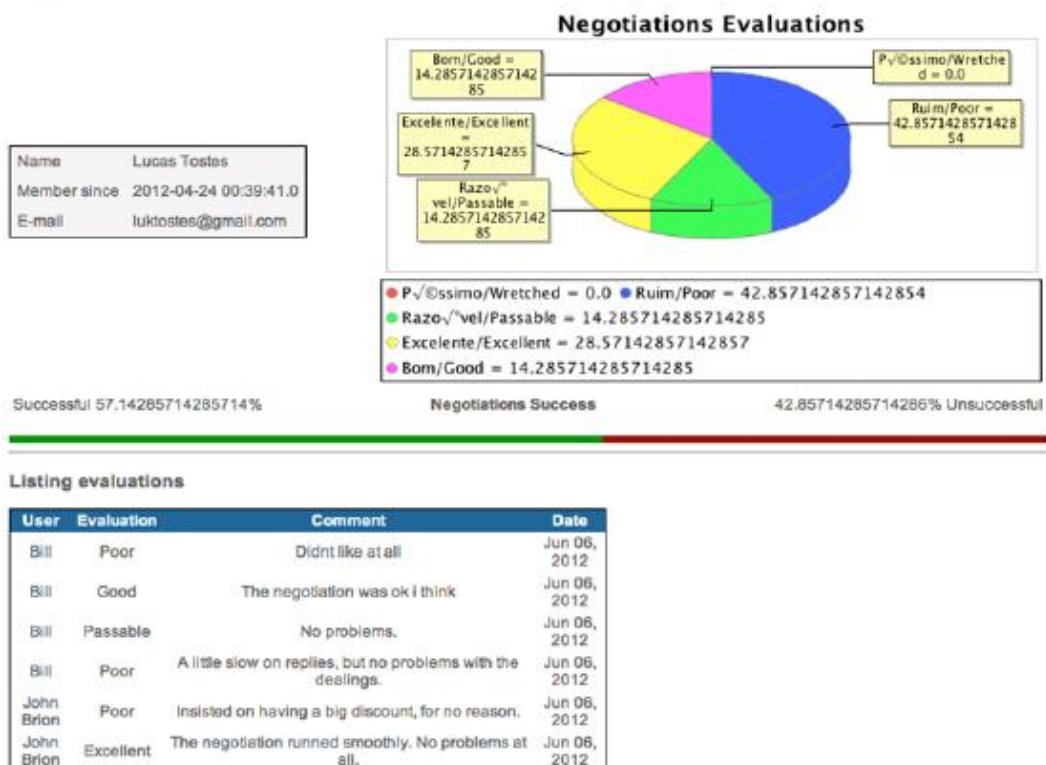 Negotiations Evaluations
Bom/Good =
14.2857142857142
85
P√©ssimo/Wretche
d = 0.0
Ruim/Poor =
42.8571428571428
54
Excelente/Excellent
=
28.5714285714285
7
Razo√°
vel/Passable =
14.2857142857142
85
Name Lucas Tostes
Member since 2012-04-24 00:39:41.0
E-mail luktostes@gmail.com
P√©ssimo/Wretched = 0.0 Ruim/Poor = 42.857142857142854
Razo√°vel/Passable = 14.285714285714285
Excelente/Excellent = 28.57142857142857
Bom/Good = 14.285714285714285
Successful 57.14285714285714% Negotiations Success 42.85714285714286% Unsuccessful
Listing evaluations
User Evaluation Comment Date
Bill Poor Didnt like at all Jun 06,
2012
Bill Good The negotiation was ok i think Jun 06,
2012
Bill Passable No problems. Jun 06,
2012
Bill Poor A little slow on replies, but no problems with the Jun 06,
dealings. 2012
John Poor Insisted on having a big discount, for no reason. Jun 06,
Brion 2012
John Excellent The negotiation runned smoothly. No problems at Jun 06,
Brion all. 2012